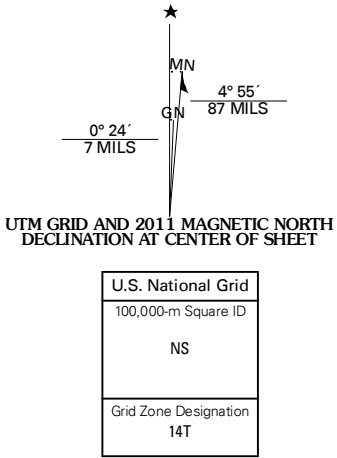 ★
MN
GN
4° 55´
87 MILS
0° 24´
7 MILS
UTM GRID AND 2011 MAGNETIC NORTH
DECLINATION AT CENTER OF SHEET
U.S. National Grid
100,000-m Square ID
NS
Grid Zone Designation
14T